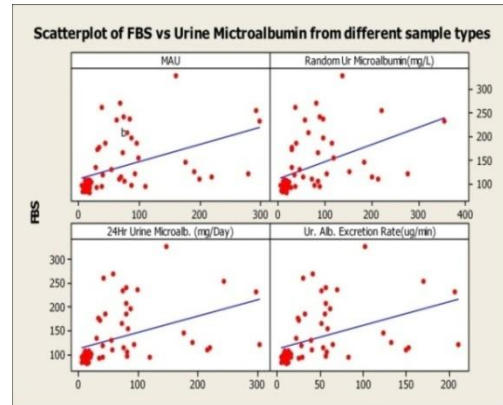 Scatterplot of FBS vs Urine Mictroalbumin from different sample types
MAU
Random Ur Microalbumin(mg/L)
FBS
b
300
250
200
150
100
0 100 200 300
0 100 200 300 400
24Hr Urine Microalb. (mg/Day)
Ur. Alb. Excretion Rate(ug/min)
300
250
200
150
100
0 100 200 300
0 50 100 150 200